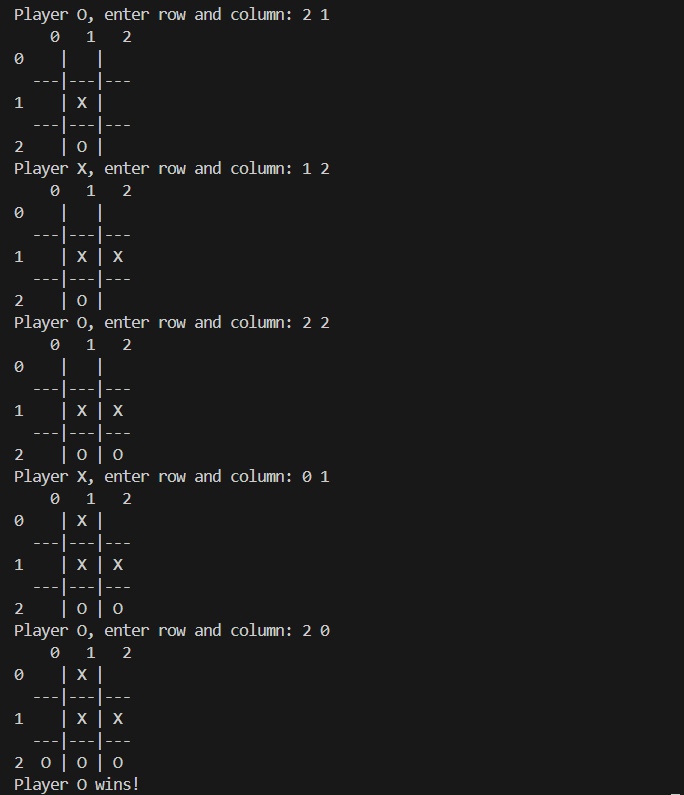 Player O, enter row and column: 2 1
    0   1   2
0     |   |
  ---|---|---
1     | X |
  ---|---|---
2     | O |
Player X, enter row and column: 1 2
    0   1   2
0     |   |
  ---|---|---
1     | X | X
  ---|---|---
2     | O |
Player O, enter row and column: 2 2
    0   1   2
0     |   |
  ---|---|---
1     | X | X
  ---|---|---
2     | O | O
Player X, enter row and column: 0 1
    0   1   2
0     | X |
  ---|---|---
1     | X | X
  ---|---|---
2     | O | O
Player O, enter row and column: 2 0
    0   1   2
0     | X |
  ---|---|---
1     | X | X
  ---|---|---
2  O | O | O
Player O wins!